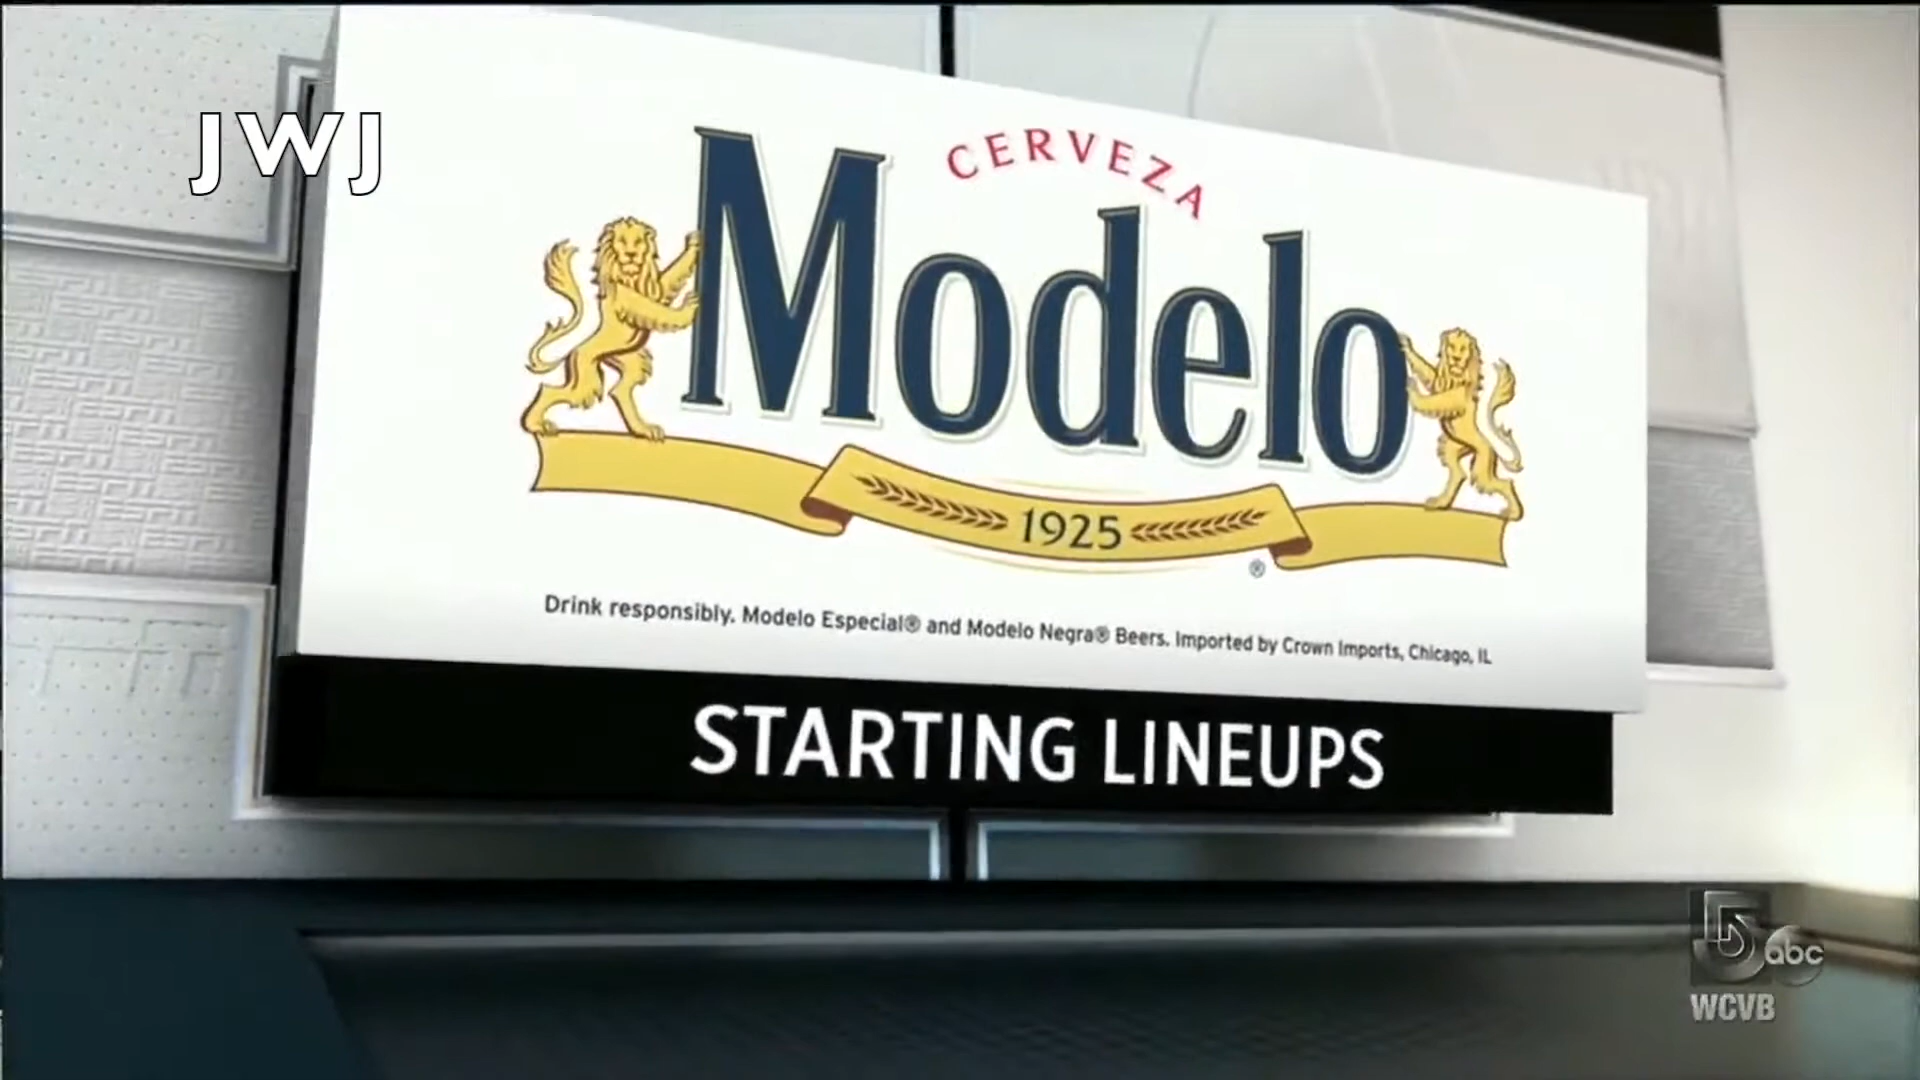 JWJ
CERVEZA
Modelo
1925
®
Drink responsibly. Modelo Especial® and Modelo Negra® Beers. Imported by Crown Imports, Chicago, IL
STARTING LINEUPS
5 abc
WCVB